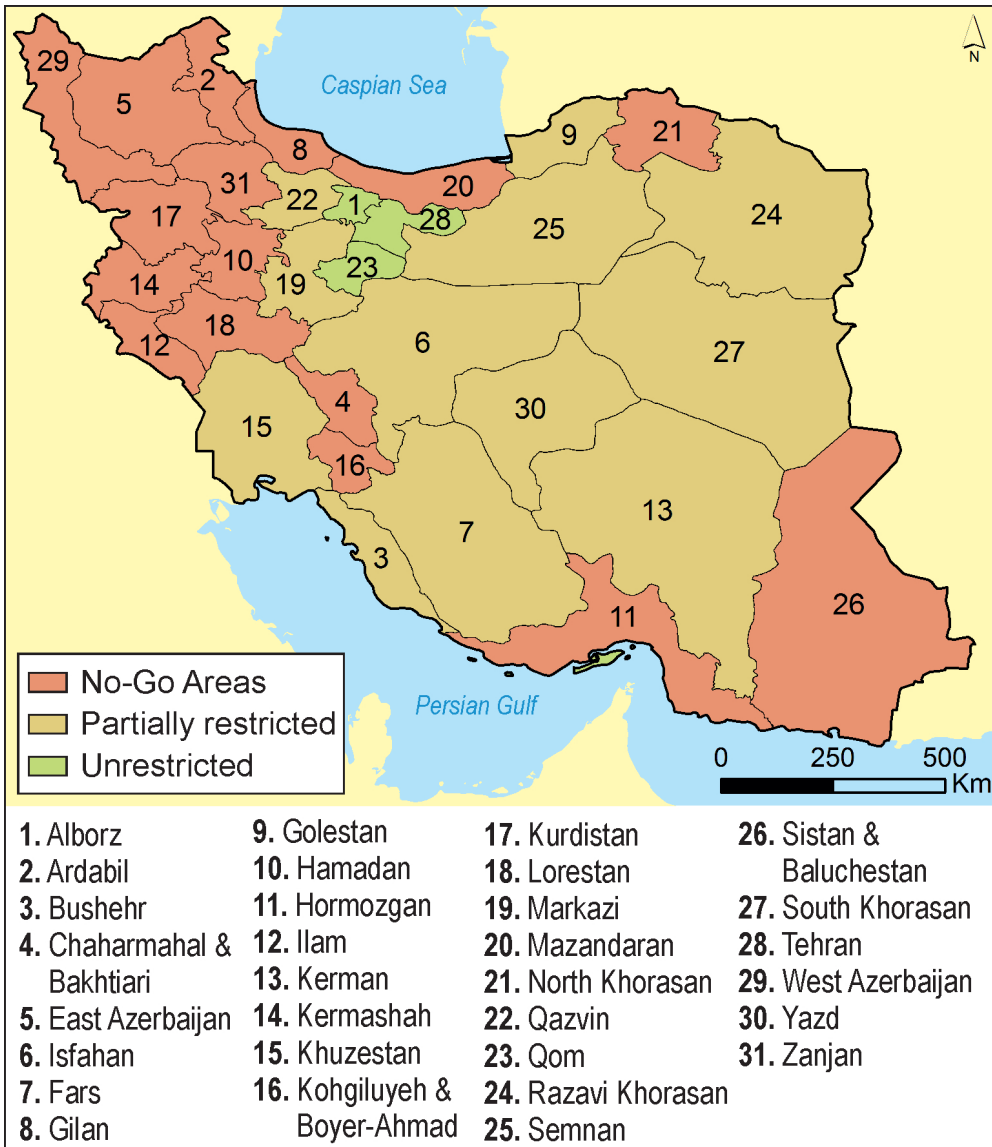 29
2
5
Caspian Sea
N
8
9
21
31
20
22
1
17
28
24
25
10
23
14
19
18
6
12
27
4
30
15
16
13
7
3
26
11
No-Go Areas
Partially restricted
Unrestricted
Persian Gulf
0 250 500
Km
1. Alborz
2. Ardabil
3. Bushehr
4. Chaharmahal &
Bakhtiari
5. East Azerbaijan
6. Isfahan
7. Fars
8. Gilan
9. Golestan
10. Hamadan
11. Hormozgan
12. Ilam
13. Kerman
14. Kermashah
15. Khuzestan
16. Kohgiluyeh &
Boyer-Ahmad
17. Kurdistan
18. Lorestan
19. Markazi
20. Mazandaran
21. North Khorasan
22. Qazvin
23. Qom
24. Razavi Khorasan
25. Semnan
26. Sistan &
Baluchestan
27. South Khorasan
28. Tehran
29. West Azerbaijan
30. Yazd
31. Zanjan